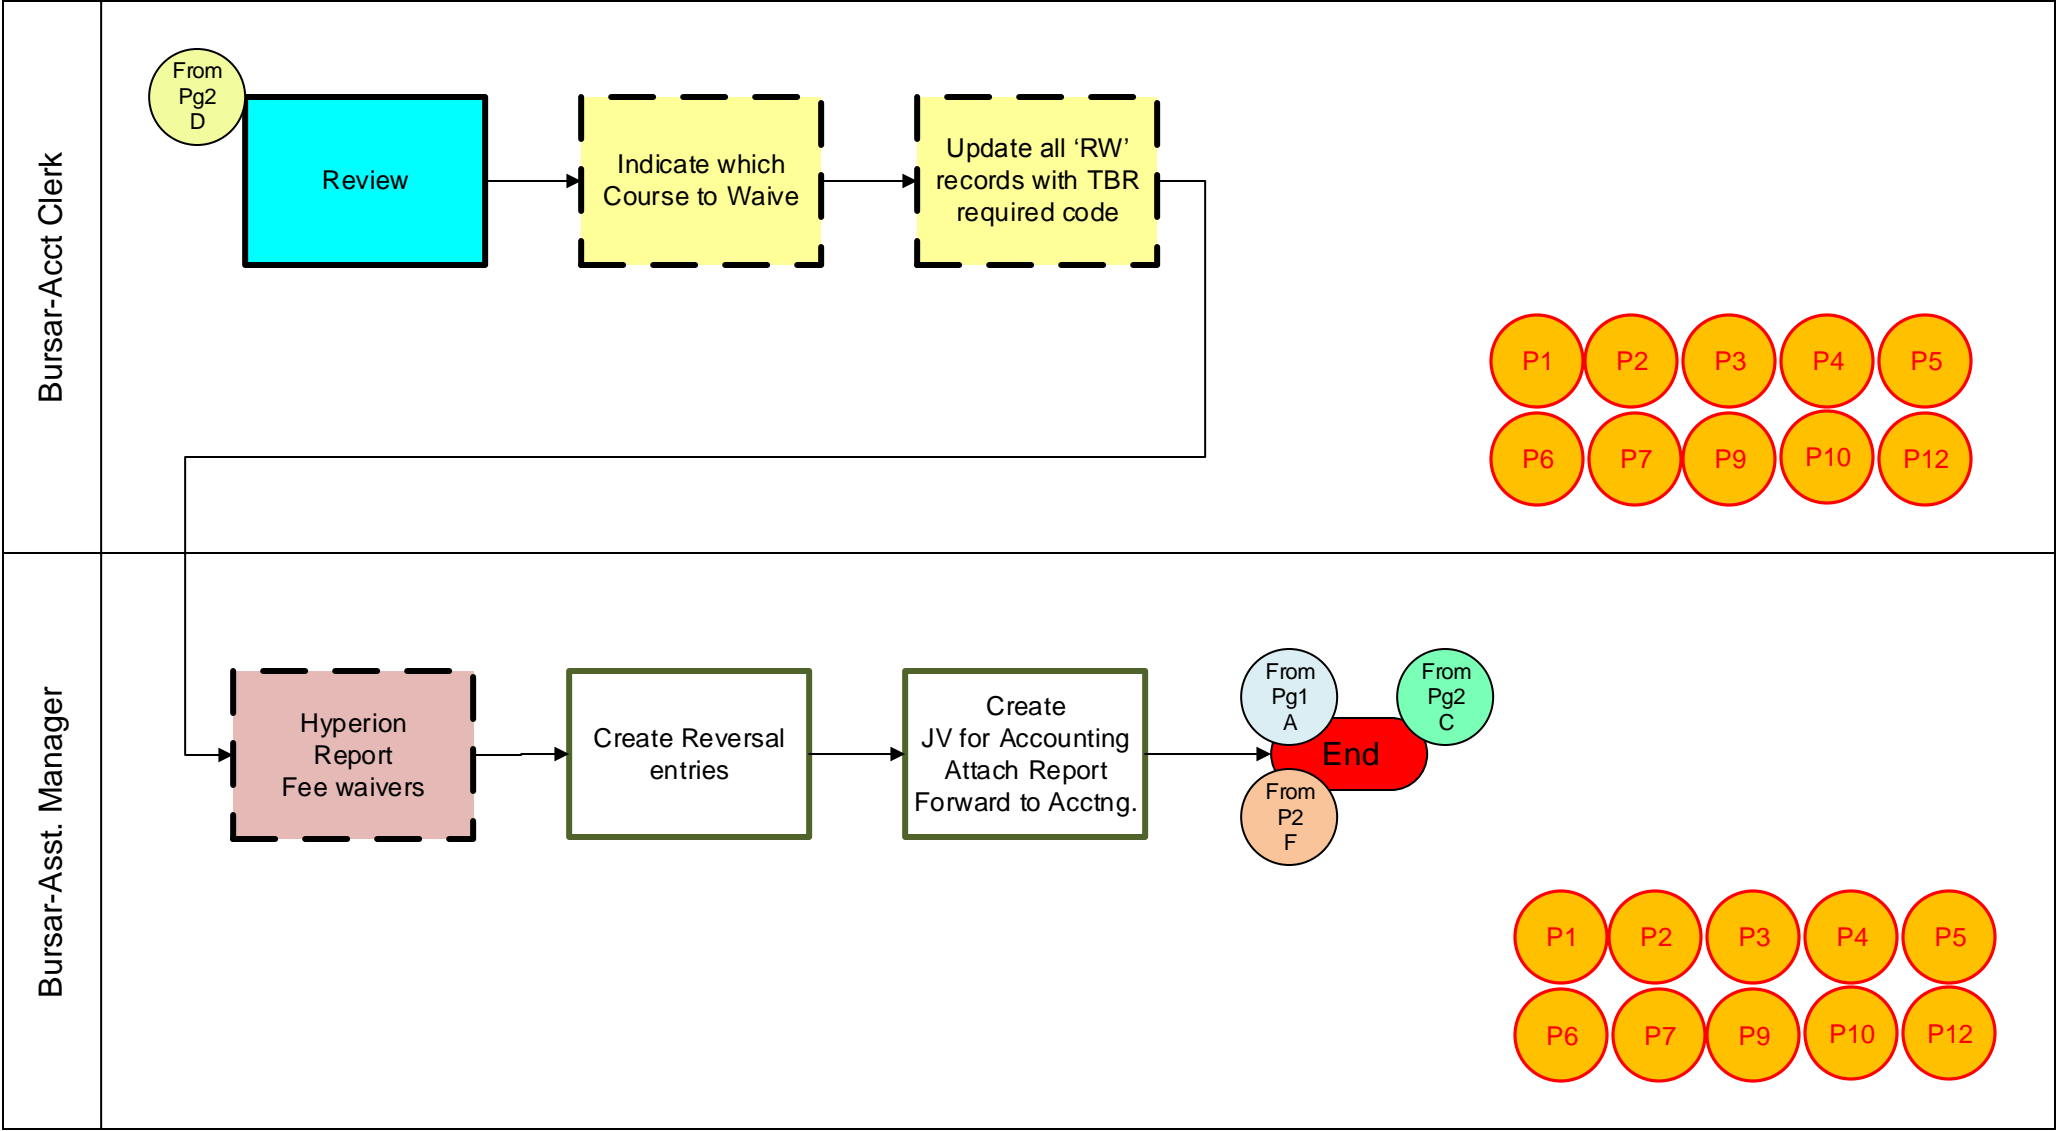 Bursar-Acct Clerk
From
Pg2
D
Review
Indicate which
Course to Waive
Update all ‘RW’
records with TBR
required code
P1 P2 P3 P4 P5
P6 P7 P9 P10 P12
Bursar-Asst. Manager
Hyperion
Report
Fee waivers
Create Reversal
entries
Create
JV for Accounting
Attach Report
Forward to Acctng.
From
Pg1
A
From
Pg2
C
End
From
P2
F
P1 P2 P3 P4 P5
P6 P7 P9 P10 P12